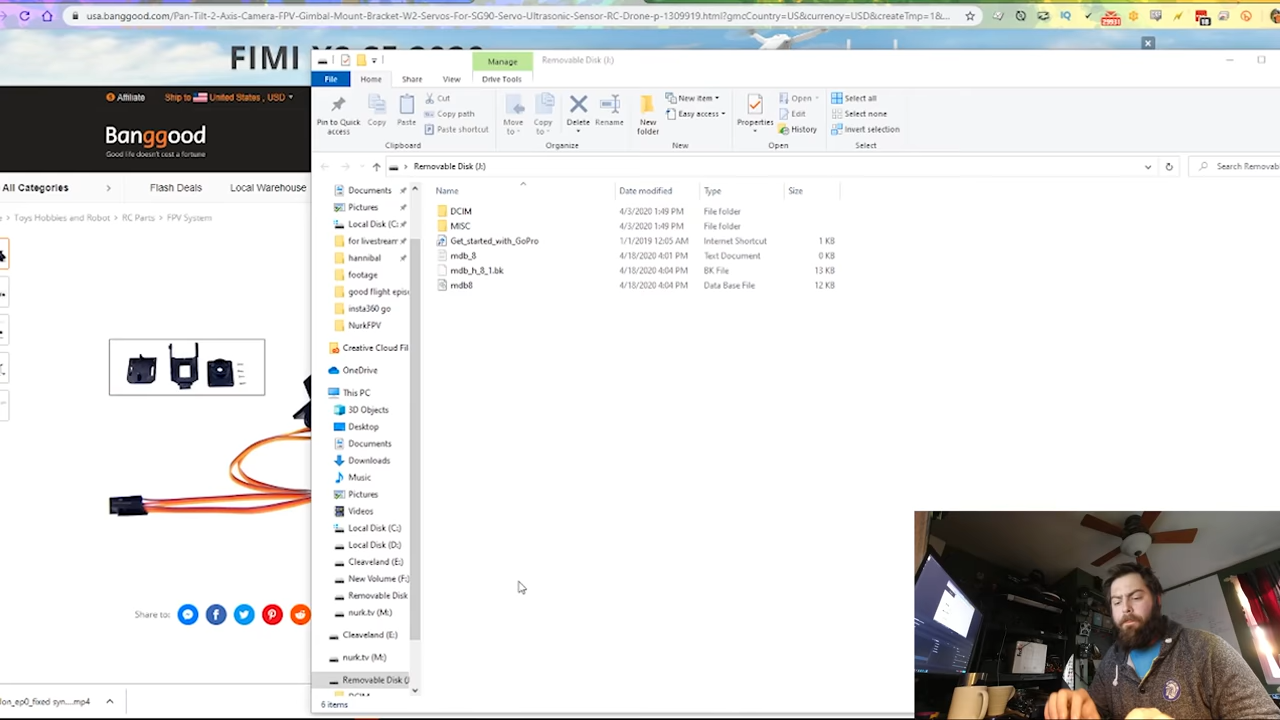 usa.banggood.com/Pan-Tilt-2-Axis-Camera-FPV-Gimbal-Mount-Bracket-W2-Servos-For-SG90-Servo-Ultrasonic-Sensor-RC-Drone-p-1309919.html?gmcCountry=US&currency=USD&createTmp=1&...
FIMI
Manage
Removable Disk (J:)
File Home Share View Drive Tools
Affiliate Ship to United States , USD
Banggood
Good life doesn't cost a fortune
Pin to Quick access
Copy
Paste
Cut
Copy path
Paste shortcut
Move to
Copy to
Delete
Rename
New folder
New item
Easy access
Properties
Open
Edit
History
Select all
Select none
Invert selection
Clipboard Organize New Open Select
Removable Disk (J:)
Search Removab
All Categories Flash Deals Local Warehouse
Toys Hobbies and Robot > RC Parts > FPV System
Name Date modified Type Size
DCIM 4/3/2020 1:49 PM File folder
MISC 4/3/2020 1:49 PM File folder
Get_started_with_GoPro 1/1/2019 12:05 AM Internet Shortcut 1 KB
mdb_8 4/18/2020 4:01 PM Text Document 0 KB
mdb_h_8_1.bk 4/18/2020 4:04 PM BK File 13 KB
mdb8 4/18/2020 4:04 PM Data Base File 12 KB
Documents
Pictures
Local Disk (C:
for livestream
hannibal
footage
good flight epis
insta360 go
NurkFPV
Creative Cloud Fil
OneDrive
This PC
3D Objects
Desktop
Documents
Downloads
Music
Pictures
Videos
Local Disk (C:)
Local Disk (D:)
Cleaveland (E:)
New Volume (F:)
Removable Disk
nurk.tv (M:)
Cleaveland (E:)
nurk.tv (M:)
Removable Disk (
DCIM
6 items
Share to:
lon_ep0_fixed syn....mp4